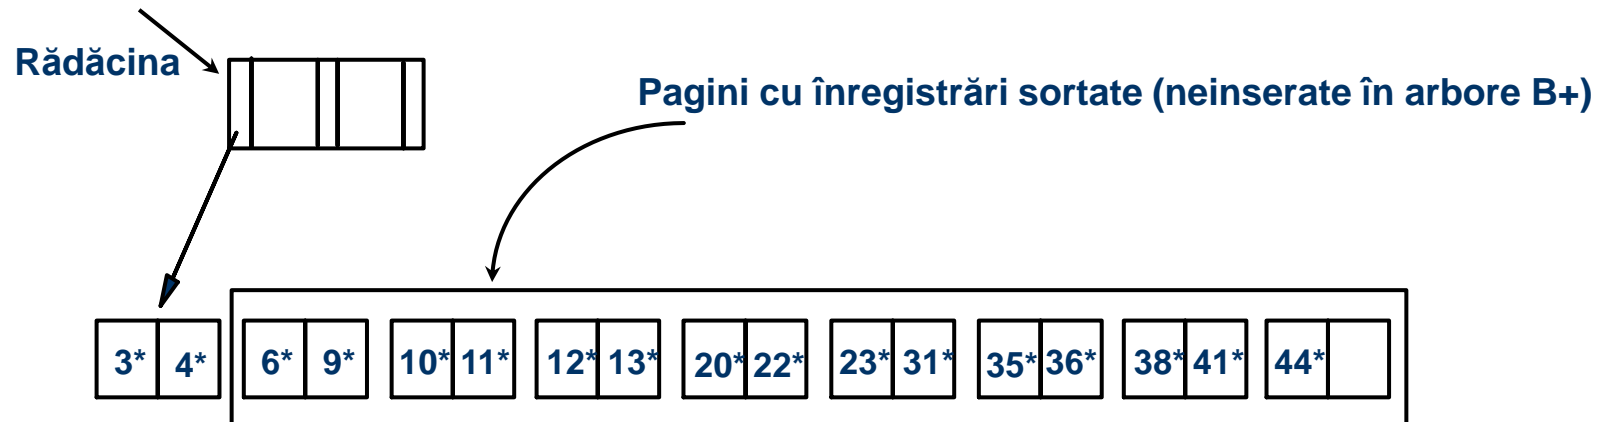 Rădăcina
Pagini cu înregistrări sortate (neinserate în arbore B+)
3* 4* 6* 9* 10* 11* 12* 13* 20* 22* 23* 31* 35* 36* 38* 41* 44*